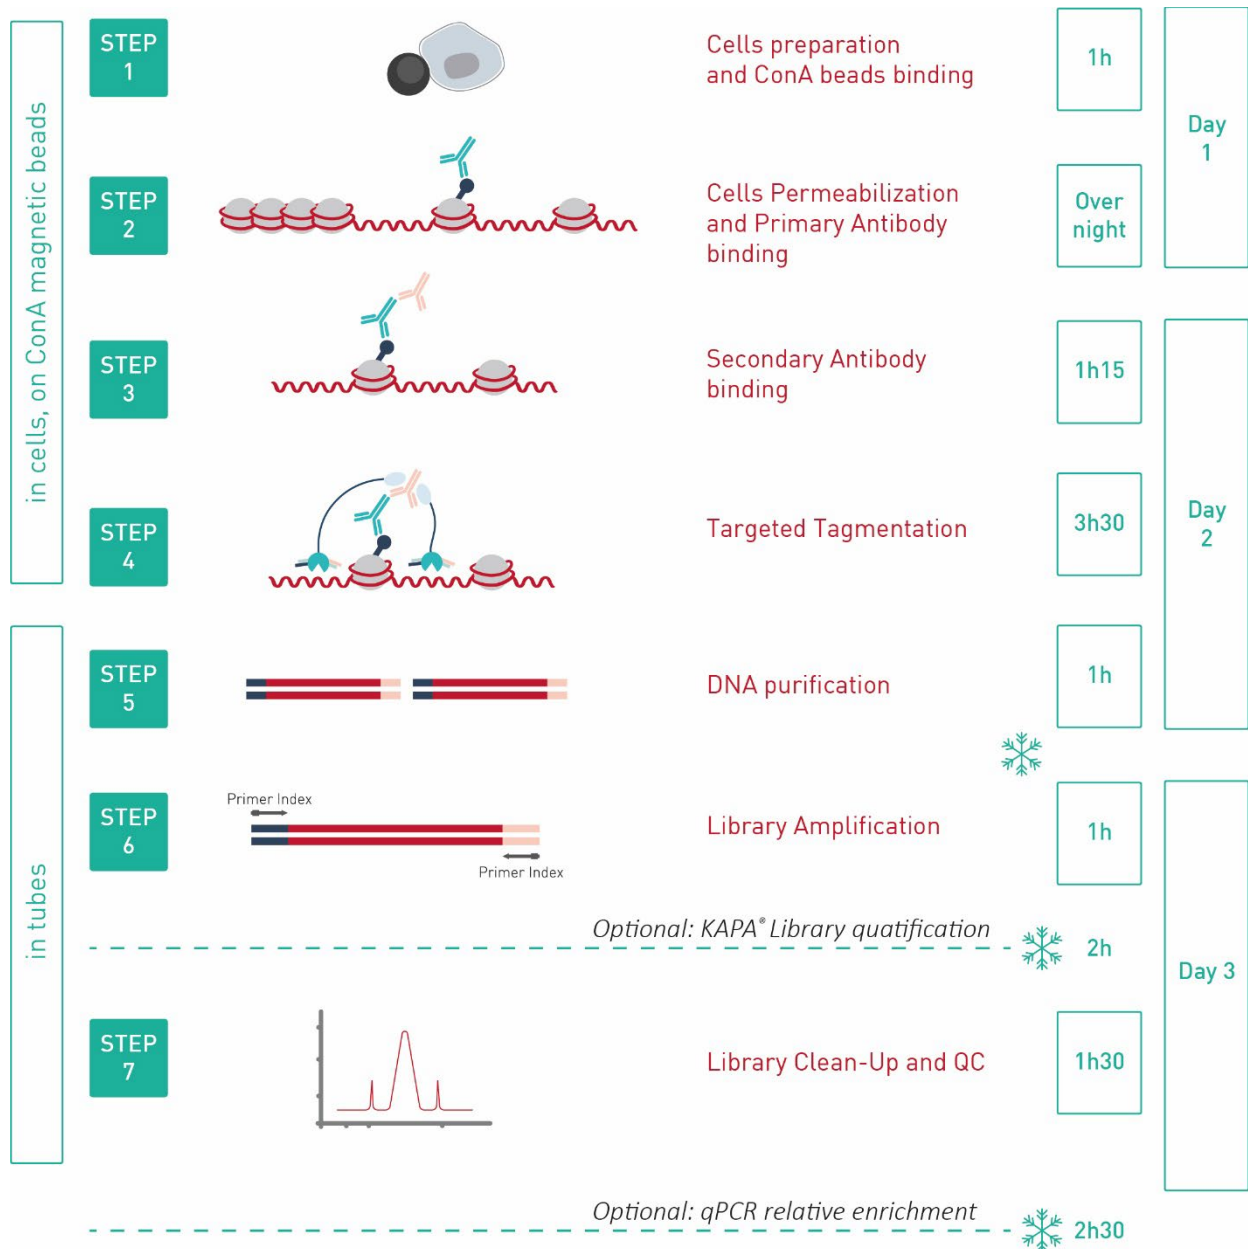 in cells, on ConA magnetic beads
STEP
1
Cells preparation
and ConA beads binding
1h
Day
1
STEP
2
Cells Permeabilization
and Primary Antibody
binding
Over
night
STEP
3
Secondary Antibody
binding
1h15
Day
2
STEP
4
Targeted Tagmentation
3h30
in tubes
STEP
5
DNA purification
1h
STEP
6
Primer Index
Primer Index
Library Amplification
1h
Day 3
Optional: KAPA® Library quatification
2h
STEP
7
Library Clean-Up and QC
1h30
Optional: qPCR relative enrichment
2h30